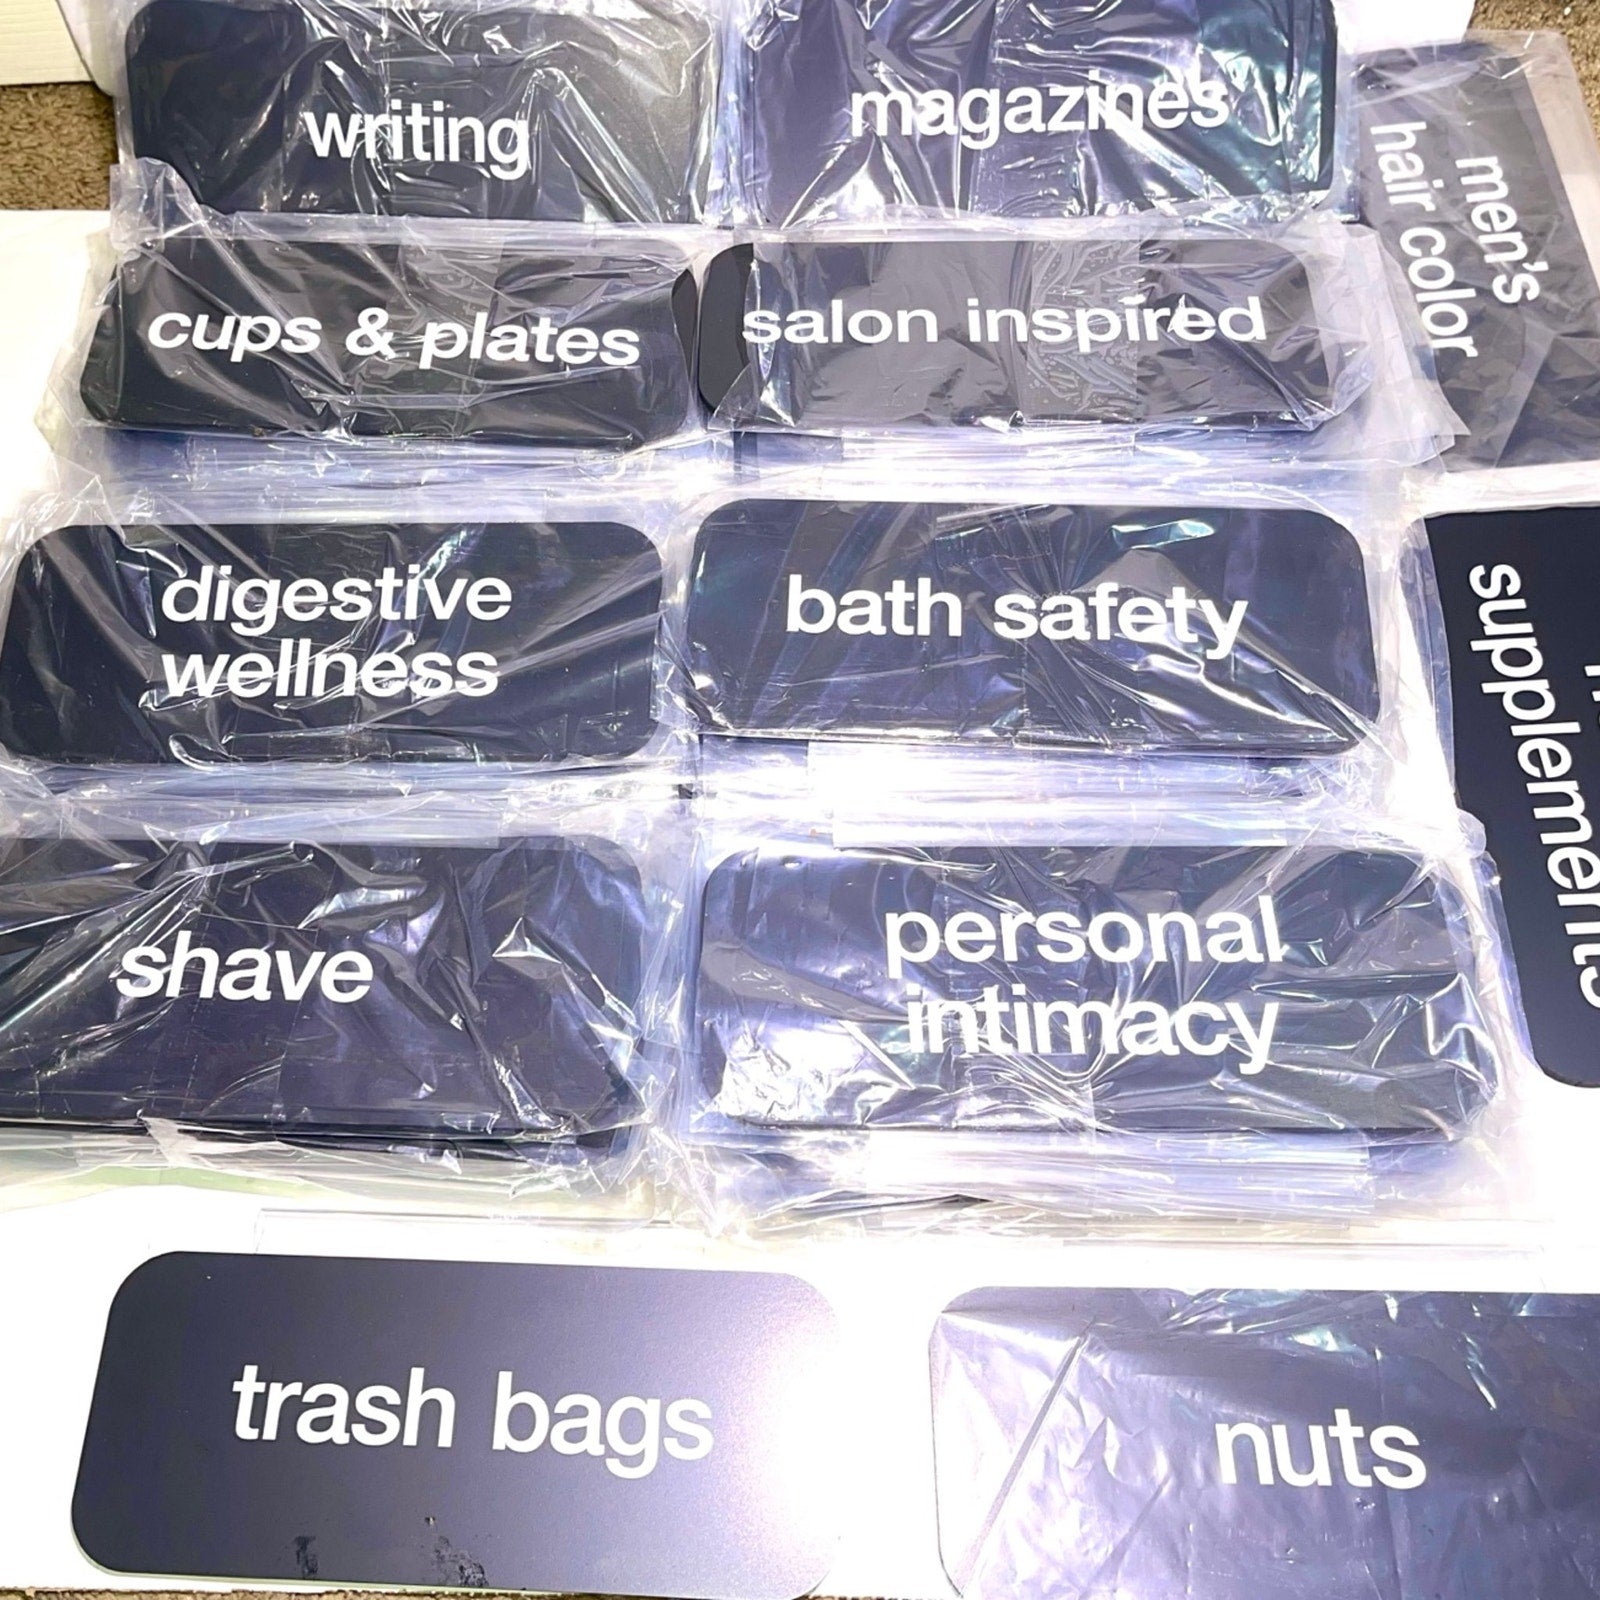 writing
magazines
men's
hair color
cups & plates
salon inspired
digestive
wellness
bath safety
supplements
shave
personal
intimacy
trash bags
nuts